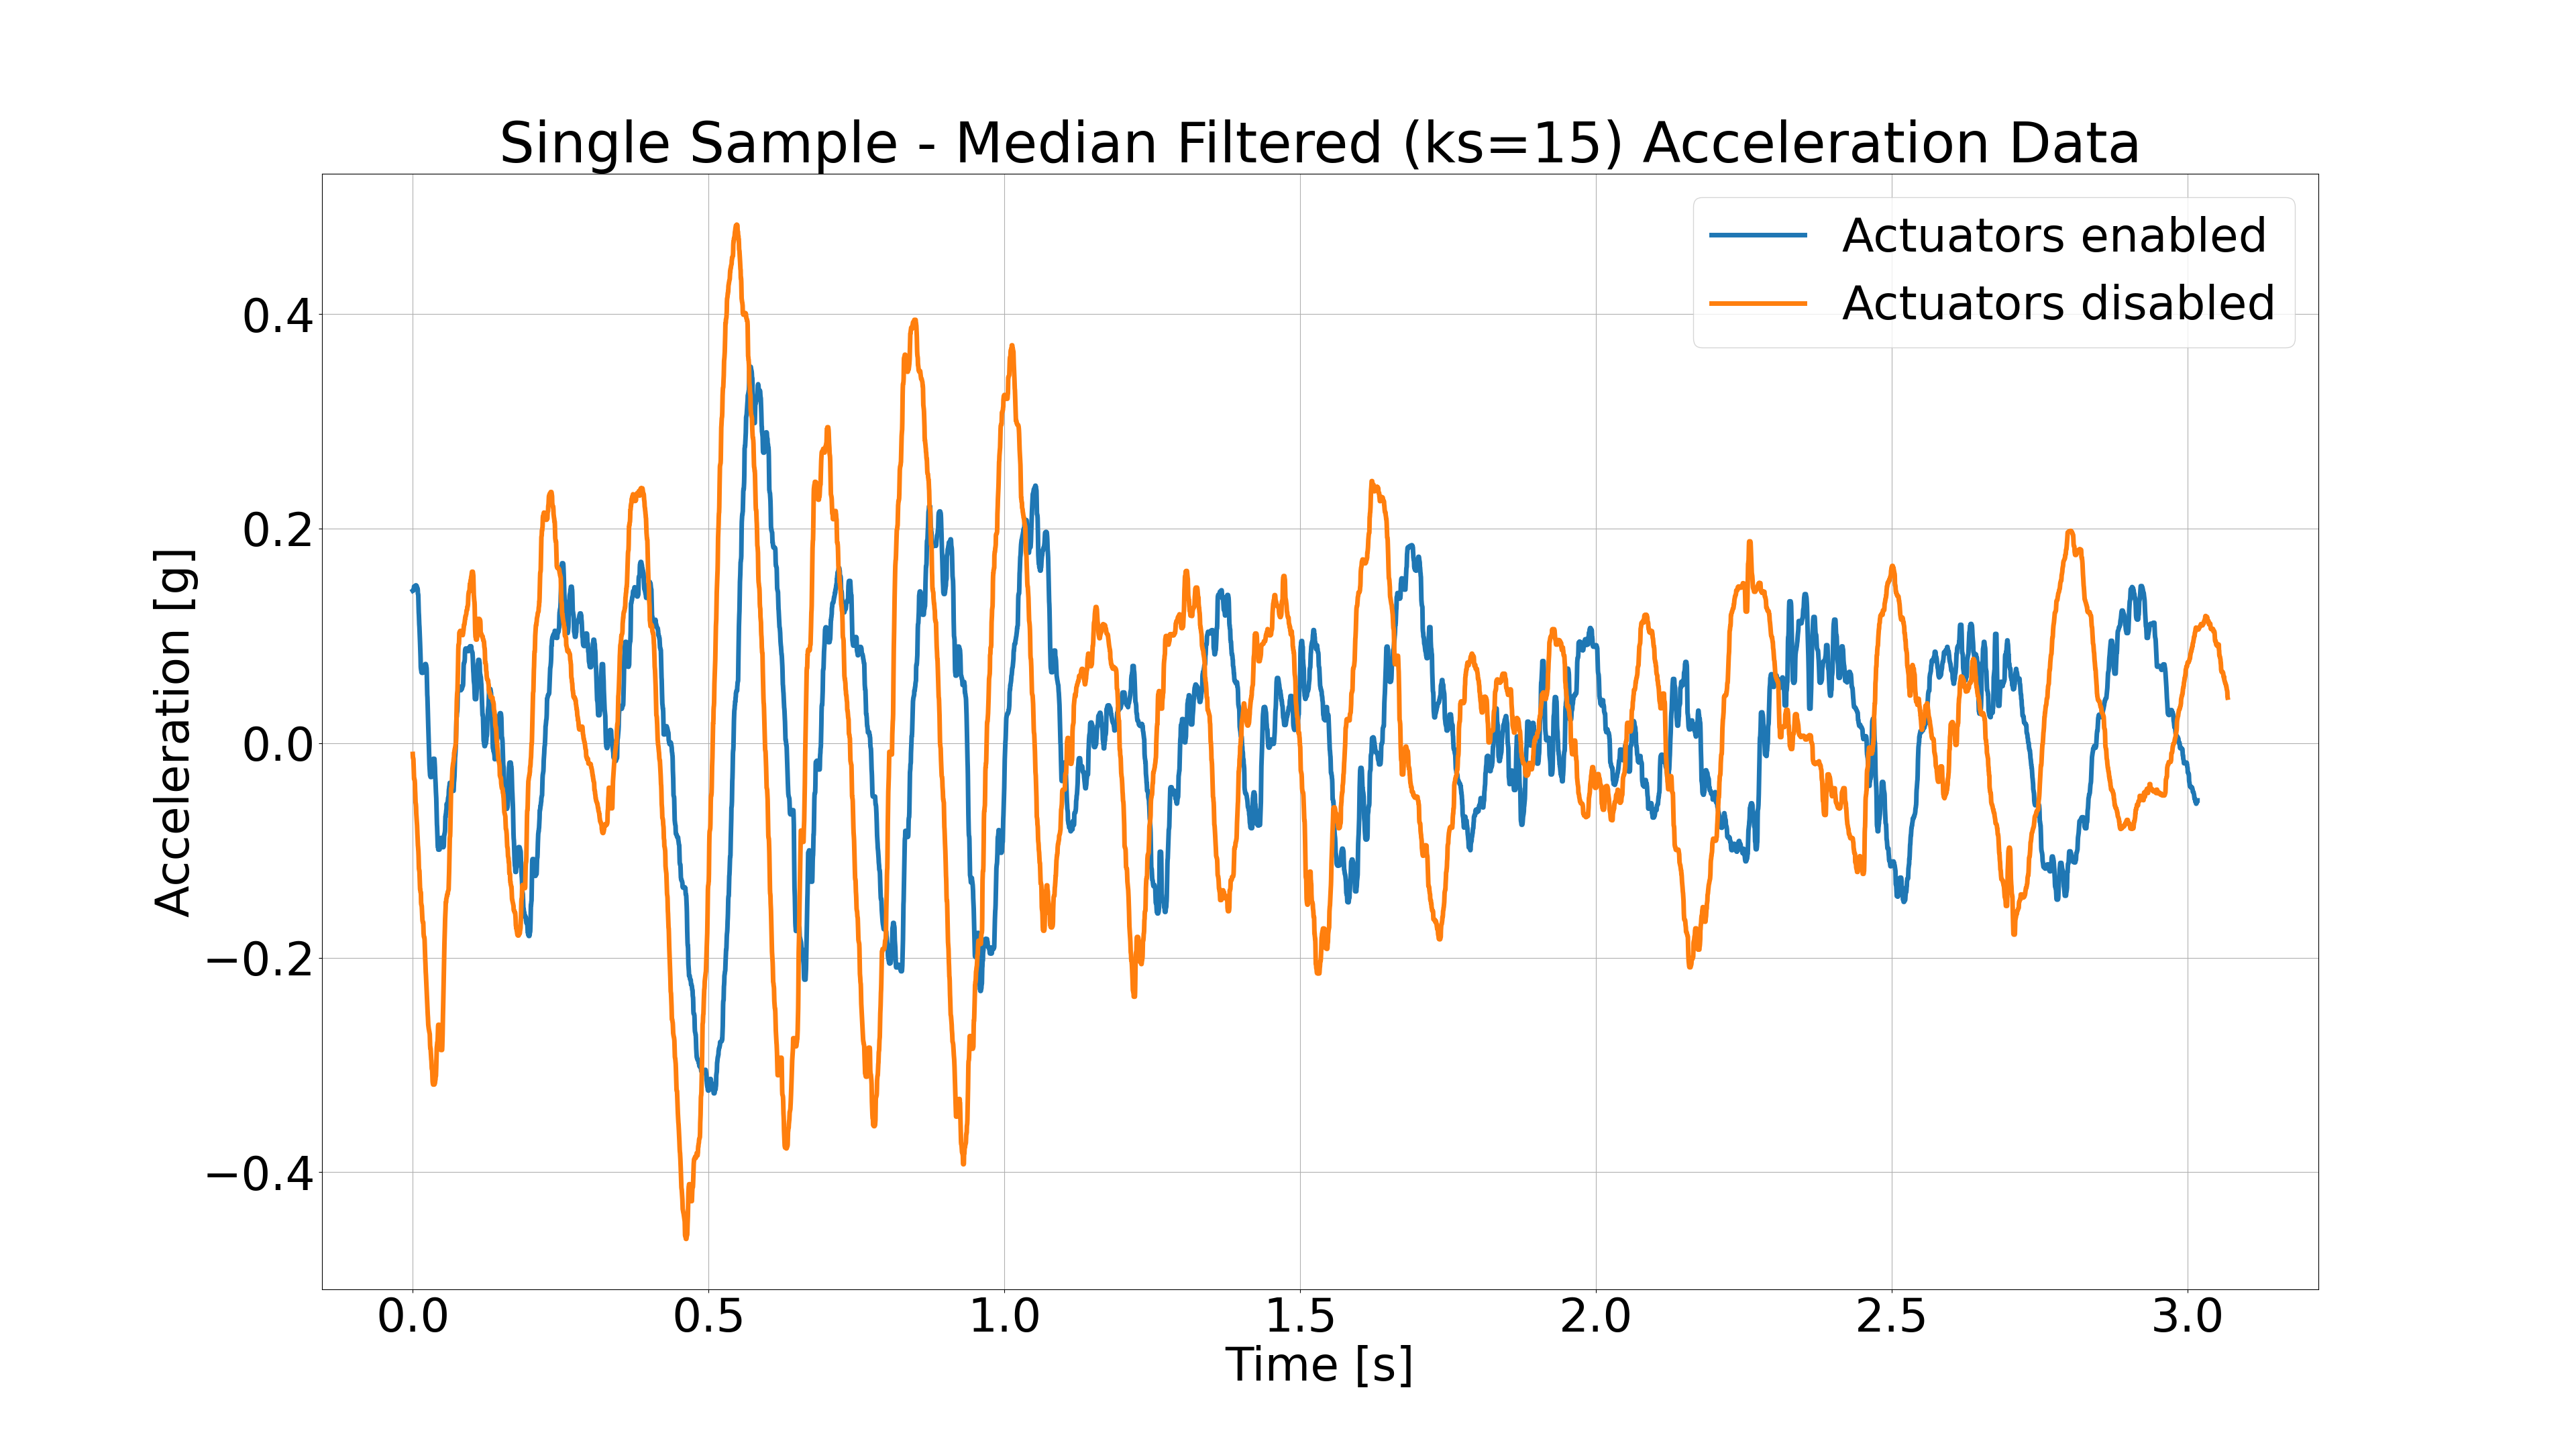 Single Sample - Median Filtered (ks=15) Acceleration Data
Actuators enabled
Actuators disabled
Acceleration [g]
0.4
0.2
0.0
−0.2
−0.4
0.0 0.5 1.0 1.5 2.0 2.5 3.0
Time [s]